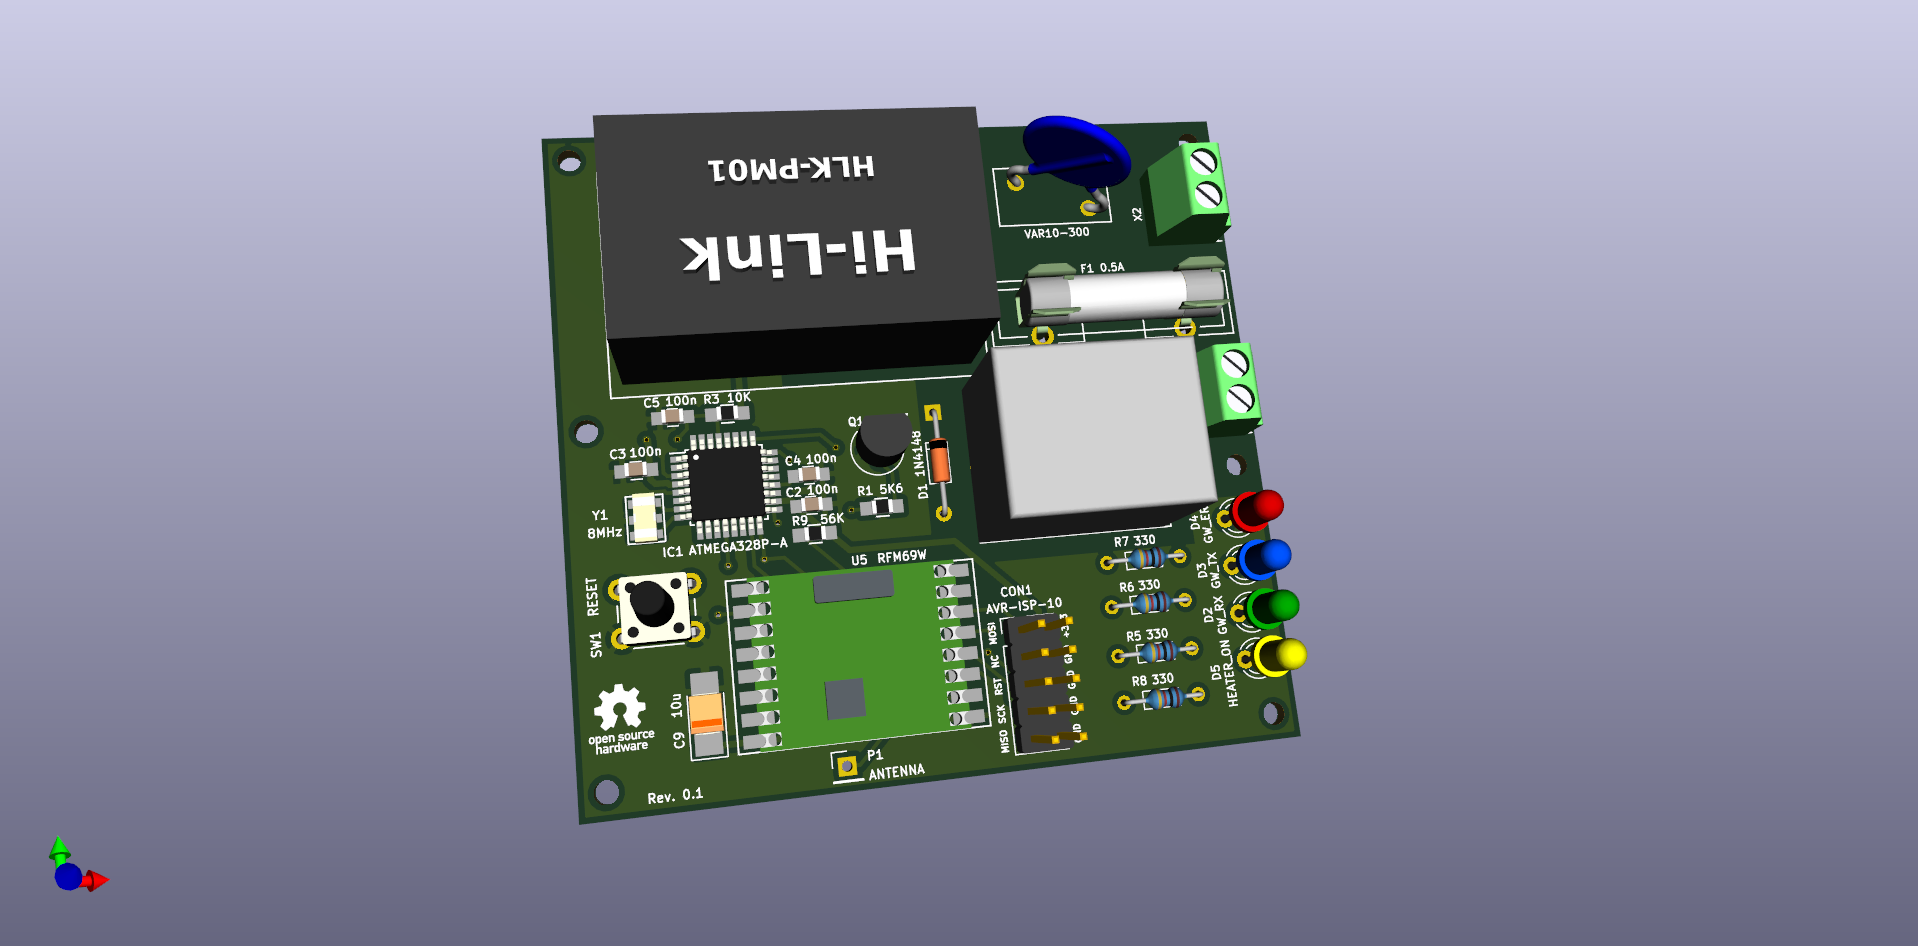 HLK-PM01
Hi-Link
VAR10-300
X2
F1 0.5A
C5 100n
R3 10K
C3 100n
Q1
C4 100n
C2 100n
R9 56K
R1 5K6
D1 1N4148
Y1
8MHz
IC1 ATMEGA328P-A
U5 RFM69W
RESET
SW1
C9 10u
open source
hardware
Rev. 0.1
P1
ANTENNA
CON1
AVR-ISP-10
MOSI
NC
RST
SCK
MISO
R7 330
R6 330
R5 330
R8 330
D4
D3
GW_TX
D2
GW_RX
D5
HEATER_ON